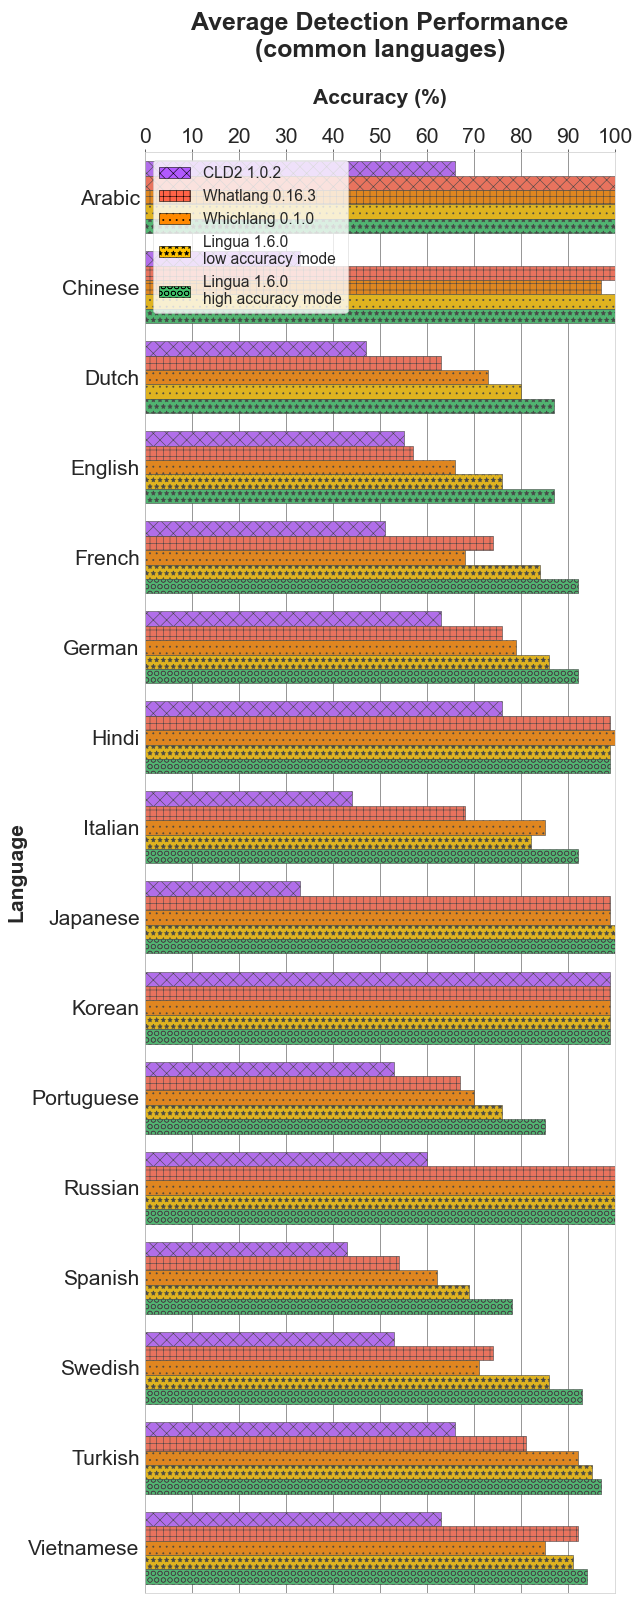 Average Detection Performance
(common languages)
Accuracy (%)
0 10 20 30 40 50 60 70 80 90 100
CLD2 1.0.2
Whatlang 0.16.3
Whichlang 0.1.0
Lingua 1.6.0
low accuracy mode
Lingua 1.6.0
high accuracy mode
Language
Arabic
Chinese
Dutch
English
French
German
Hindi
Italian
Japanese
Korean
Portuguese
Russian
Spanish
Swedish
Turkish
Vietnamese